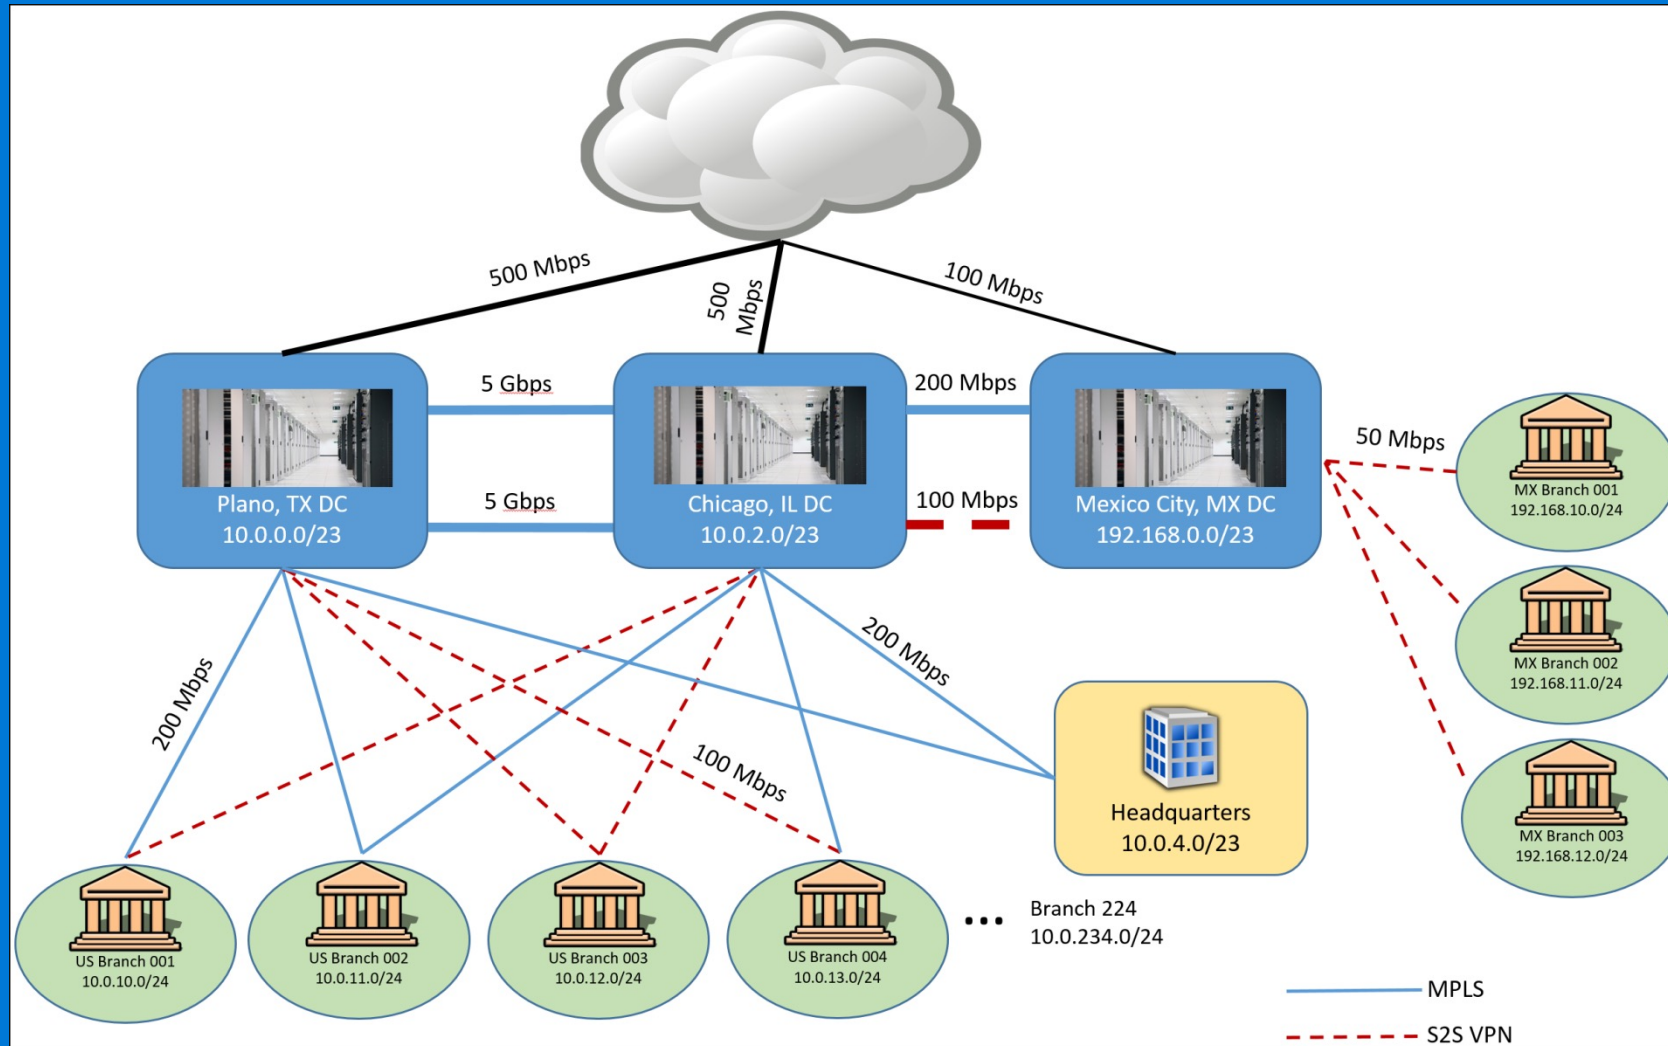 500 Mbps
500
Mbps
100 Mbps
5 Gbps
200 Mbps
5 Gbps
100 Mbps
Plano, TX DC
10.0.0.0/23
Chicago, IL DC
10.0.2.0/23
Mexico City, MX DC
192.168.0.0/23
50 Mbps
MX Branch 001
192.168.10.0/24
MX Branch 002
192.168.11.0/24
MX Branch 003
192.168.12.0/24
200 Mbps
200 Mbps
100 Mbps
Headquarters
10.0.4.0/23
US Branch 001
10.0.10.0/24
US Branch 002
10.0.11.0/24
US Branch 003
10.0.12.0/24
US Branch 004
10.0.13.0/24
...
Branch 224
10.0.234.0/24
MPLS
S2S VPN